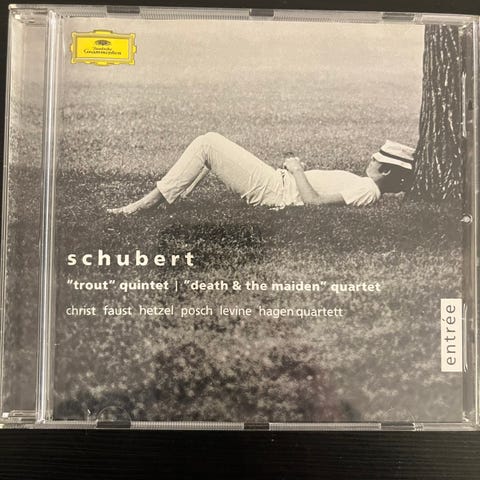 Deutsche
Grammophon
schubert
"trout" quintet | "death & the maiden" quartet
christ faust hetzel posch levine hagen quartett
entrée